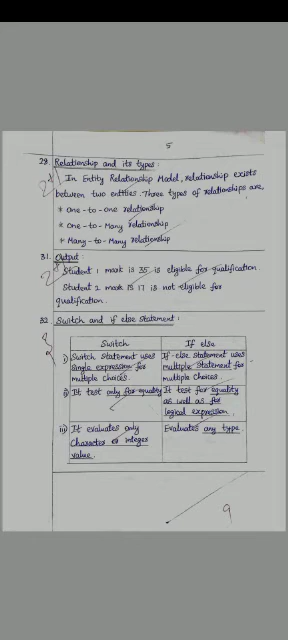 5
29. Relationship and its types :
In Entity Relationship Model, relationship exists
between two entities. Three types of relationships are,
* One-to-one relationship
* One-to-Many relationship
* Many-to-Many relationship
31. Output:
Student 1 mark is 35 is eligible for qualification.
Student 2 mark is 17 is not eligible for
qualification.
32. Switch and if else Statement :
Switch If else
i) Switch Statement uses If-else statement uses
single expression for multiple Statement for
multiple choices. multiple choices
ii) It test only for equality It test for equality
as well as for
logical expression.
iii) It evaluates only Evaluates any type
character or integer
value.
9